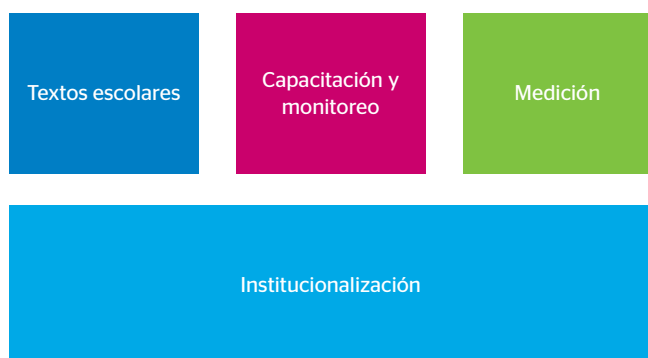 Textos escolares
Capacitación y
monitoreo
Medición
Institucionalización